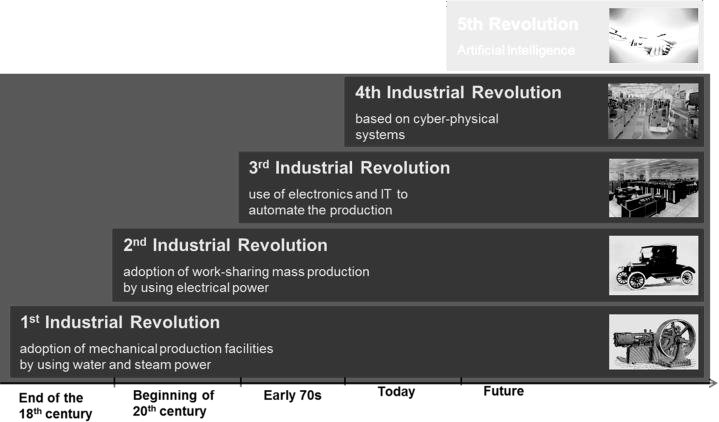 5th Revolution
Artificial Intelligence
4th Industrial Revolution
based on cyber-physical
systems
3rd Industrial Revolution
use of electronics and IT to
automate the production
2nd Industrial Revolution
adoption of work-sharing mass production
by using electrical power
1st Industrial Revolution
adoption of mechanical production facilities
by using water and steam power
End of the
18th century
Beginning of
20th century
Early 70s
Today
Future